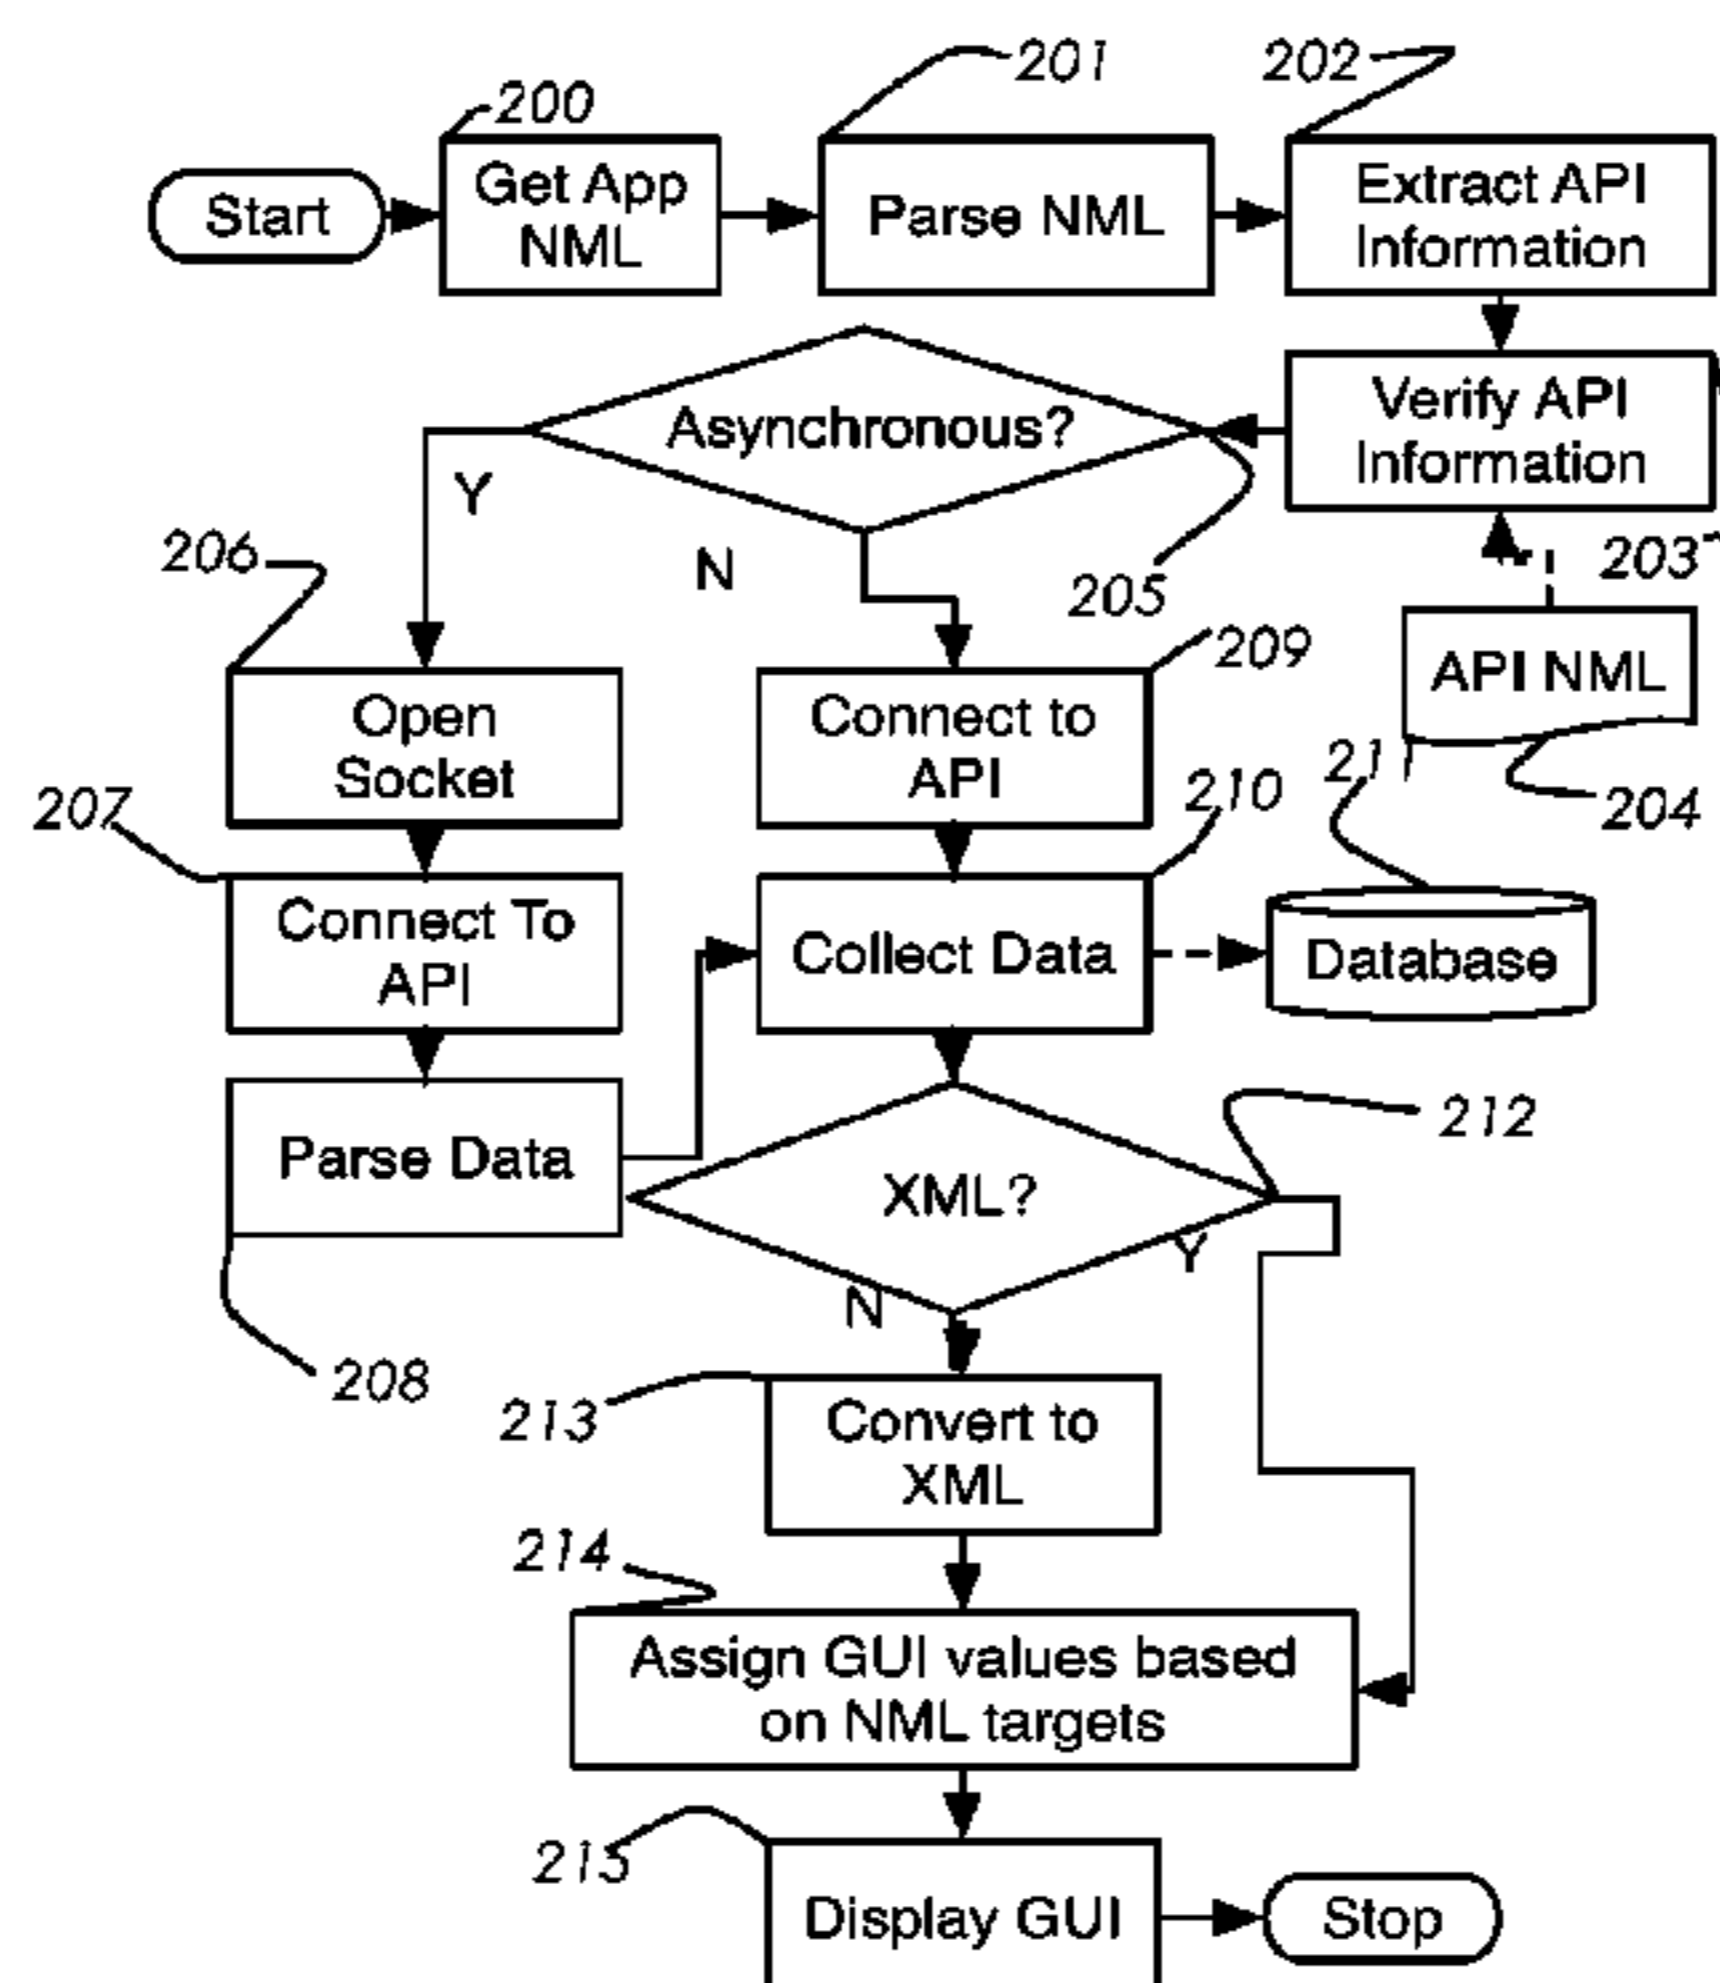 200
201
202
Start
Get App
NML
Parse NML
Extract API
Information
Asynchronous?
Verify API
Information
Y
N
206
205
203
209
API NML
Open
Socket
Connect to
API
207
210
211
204
Connect To
API
Collect Data
Database
Parse Data
XML?
212
Y
N
208
213
Convert to
XML
214
Assign GUI values based
on NML targets
215
Display GUI
Stop